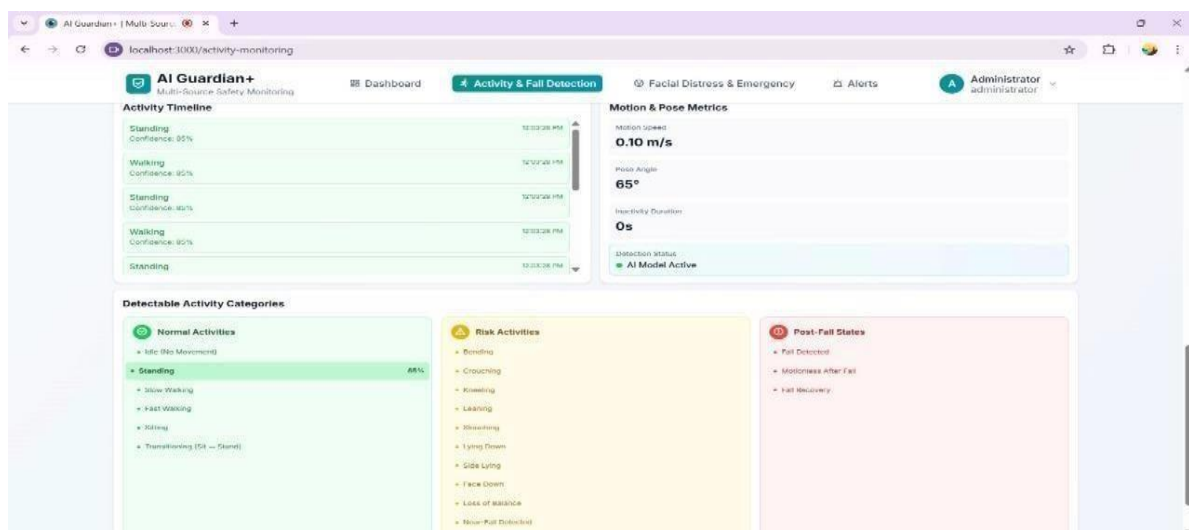 AI Guardian+ | Multi-Sourc
localhost:3000/activity-monitoring
AI Guardian+
Multi-Source Safety Monitoring
Dashboard
Activity & Fall Detection
Facial Distress & Emergency
Alerts
A
Administrator
administrator
Activity Timeline
Standing
Confidence: 85%
Walking
Confidence: 85%
Standing
Confidence: 85%
Walking
Confidence: 85%
Standing
Motion & Pose Metrics
Motion Speed
0.10 m/s
Pose Angle
65°
Inactivity Duration
0s
Detection Status
AI Model Active
Detectable Activity Categories
Normal Activities
Idle (No Movement)
Standing
Slow Walking
Fast Walking
Sitting
Transitioning (Sit ↔ Stand)
Risk Activities
Bending
Crouching
Kneeling
Leaning
Lying Down
Side Lying
Face Down
Loss of Balance
Near-Fall Detected
Post-Fall States
Fall Detected
Motionless After Fall
Fall Recovery